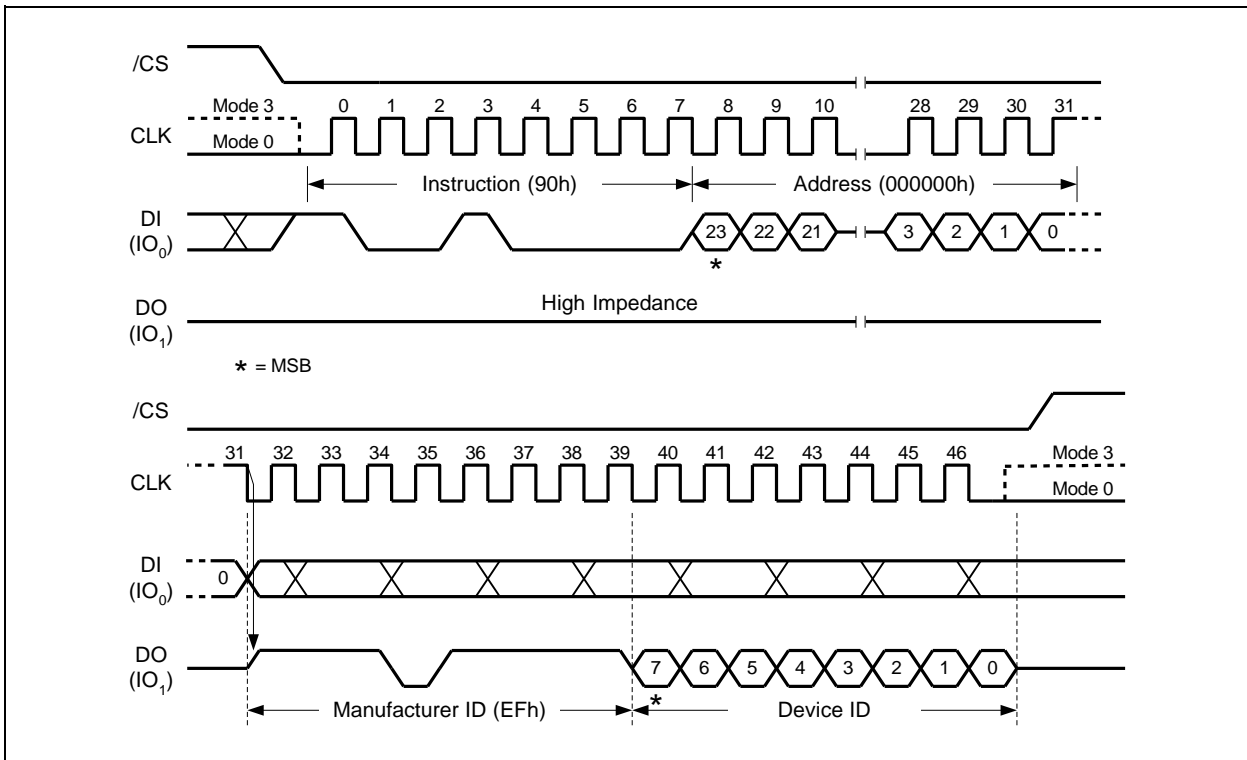 /CS
Mode 3 0 1 2 3 4 5 6 7 8 9 10 28 29 30 31
CLK
Mode 0
Instruction (90h) Address (000000h)
DI
(IO0) 23 22 21 3 2 1 0
*
High Impedance
DO
(IO1)
* = MSB
/CS
31 32 33 34 35 36 37 38 39 40 41 42 43 44 45 46 Mode 3
CLK
Mode 0
DI
(IO0) 0
DO
(IO1) 7 6 5 4 3 2 1 0
*
Manufacturer ID (EFh) Device ID